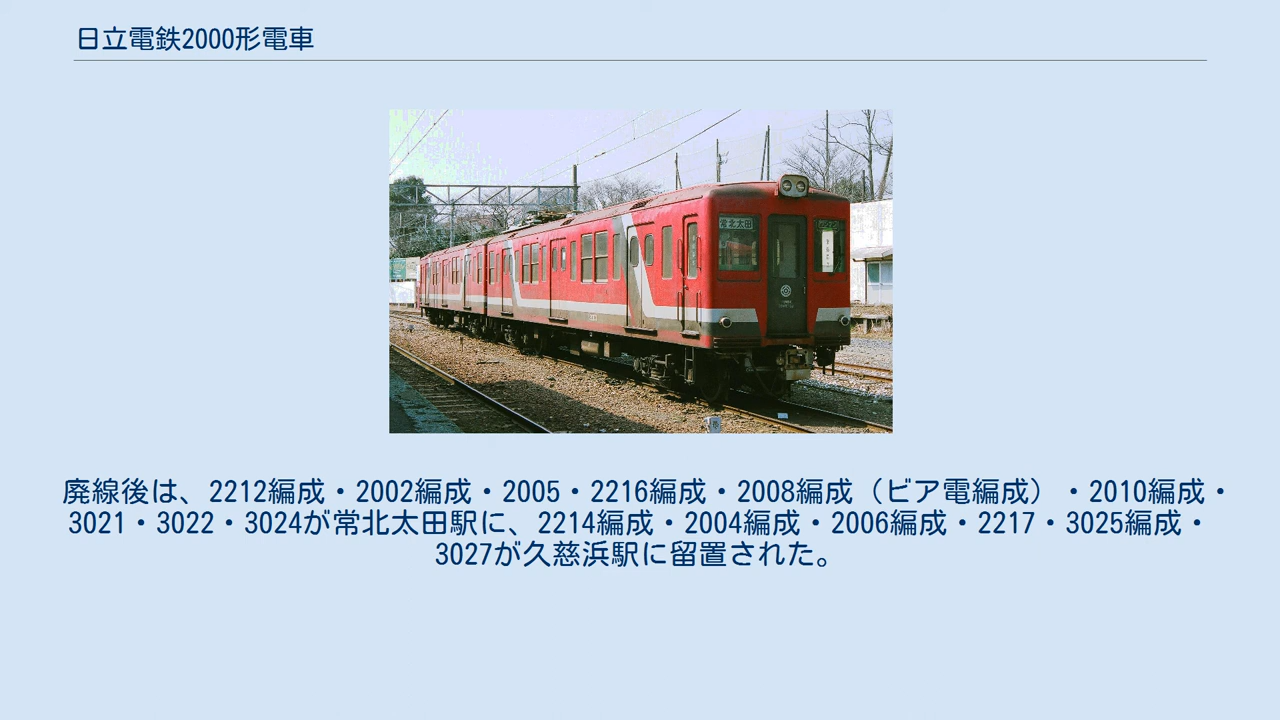 日立電鉄2000形電車
常北太田
廃線後は、2212編成・2002編成・2005・2216編成・2008編成（ビア電編成）・2010編成・
3021・3022・3024が常北太田駅に、2214編成・2004編成・2006編成・2217・3025編成・
3027が久慈浜駅に留置された。